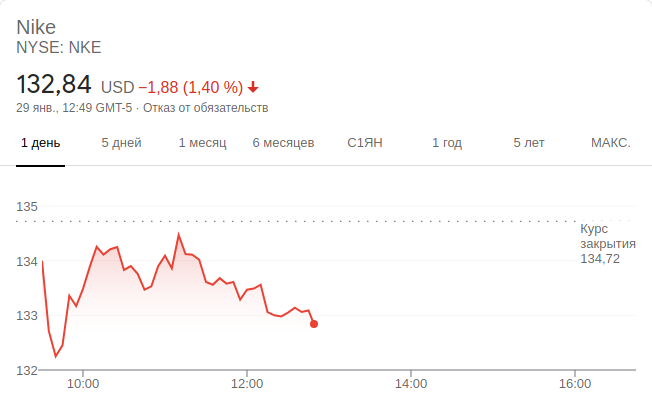 Nike
NYSE: NKE
132,84 USD −1,88 (1,40 %)
29 янв., 12:49 GMT-5 · Отказ от обязательств
1 день 5 дней 1 месяц 6 месяцев С1ЯН 1 год 5 лет МАКС.
135
Курс
закрытия
134,72
134
133
132
10:00 12:00 14:00 16:00